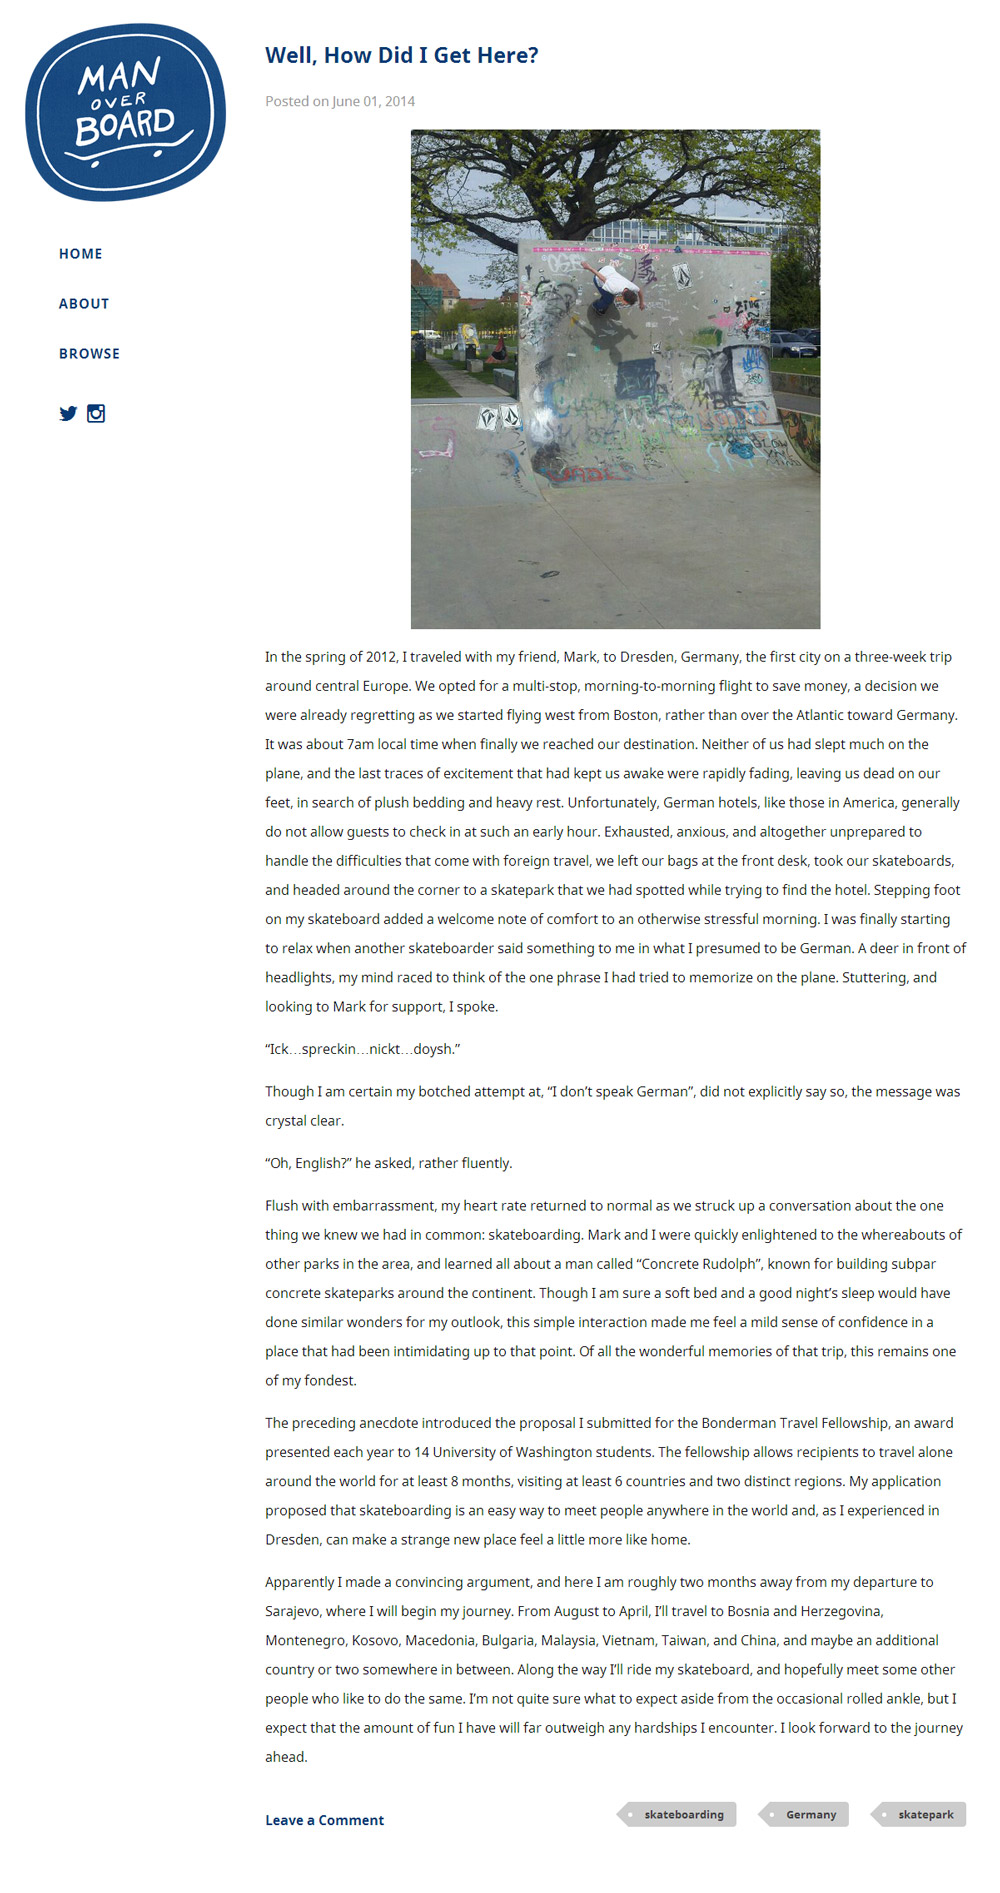 MAN
OVER
BOARD
HOME
ABOUT
BROWSE
Well, How Did I Get Here?
Posted on June 01, 2014
In the spring of 2012, I traveled with my friend, Mark, to Dresden, Germany, the first city on a three-week trip
around central Europe. We opted for a multi-stop, morning-to-morning flight to save money, a decision we
were already regretting as we started flying west from Boston, rather than over the Atlantic toward Germany.
It was about 7am local time when finally we reached our destination. Neither of us had slept much on the
plane, and the last traces of excitement that had kept us awake were rapidly fading, leaving us dead on our
feet, in search of plush bedding and heavy rest. Unfortunately, German hotels, like those in America, generally
do not allow guests to check in at such an early hour. Exhausted, anxious, and altogether unprepared to
handle the difficulties that come with foreign travel, we left our bags at the front desk, took our skateboards,
and headed around the corner to a skatepark that we had spotted while trying to find the hotel. Stepping foot
on my skateboard added a welcome note of comfort to an otherwise stressful morning. I was finally starting
to relax when another skateboarder said something to me in what I presumed to be German. A deer in front of
headlights, my mind raced to think of the one phrase I had tried to memorize on the plane. Stuttering, and
looking to Mark for support, I spoke.
“Ick…spreckin…nickt…doysh.”
Though I am certain my botched attempt at, “I don’t speak German”, did not explicitly say so, the message was
crystal clear.
“Oh, English?” he asked, rather fluently.
Flush with embarrassment, my heart rate returned to normal as we struck up a conversation about the one
thing we knew we had in common: skateboarding. Mark and I were quickly enlightened to the whereabouts of
other parks in the area, and learned all about a man called “Concrete Rudolph”, known for building subpar
concrete skateparks around the continent. Though I am sure a soft bed and a good night’s sleep would have
done similar wonders for my outlook, this simple interaction made me feel a mild sense of confidence in a
place that had been intimidating up to that point. Of all the wonderful memories of that trip, this remains one
of my fondest.
The preceding anecdote introduced the proposal I submitted for the Bonderman Travel Fellowship, an award
presented each year to 14 University of Washington students. The fellowship allows recipients to travel alone
around the world for at least 8 months, visiting at least 6 countries and two distinct regions. My application
proposed that skateboarding is an easy way to meet people anywhere in the world and, as I experienced in
Dresden, can make a strange new place feel a little more like home.
Apparently I made a convincing argument, and here I am roughly two months away from my departure to
Sarajevo, where I will begin my journey. From August to April, I’ll travel to Bosnia and Herzegovina,
Montenegro, Kosovo, Macedonia, Bulgaria, Malaysia, Vietnam, Taiwan, and China, and maybe an additional
country or two somewhere in between. Along the way I’ll ride my skateboard, and hopefully meet some other
people who like to do the same. I’m not quite sure what to expect aside from the occasional rolled ankle, but I
expect that the amount of fun I have will far outweigh any hardships I encounter. I look forward to the journey
ahead.
Leave a Comment
skateboarding
Germany
skatepark